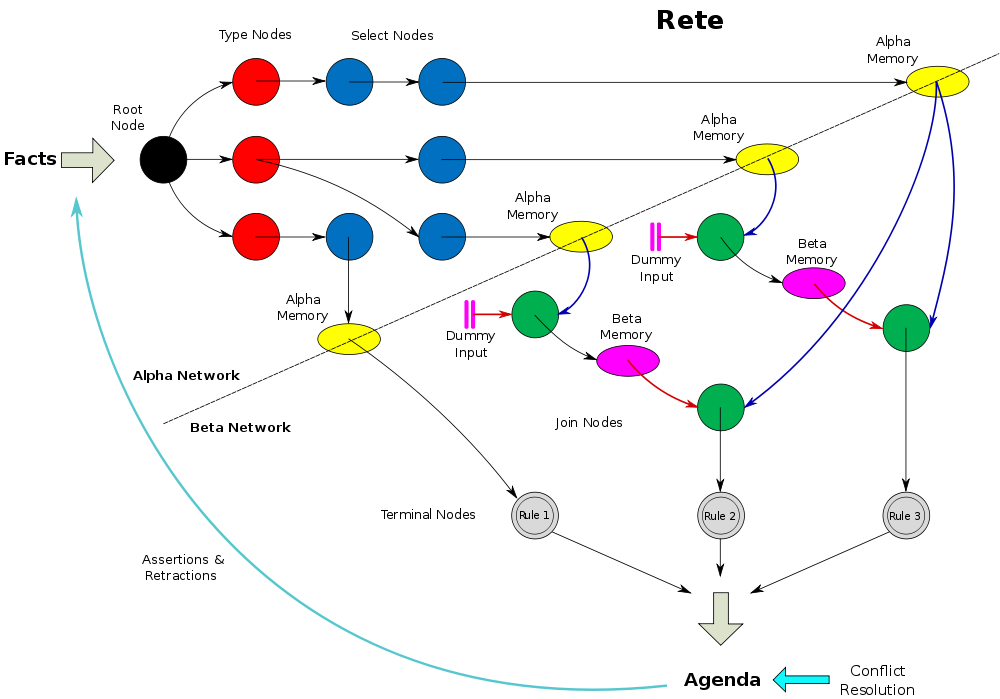 Rete
Type Nodes
Select Nodes
Alpha
Memory
Root
Node
Alpha
Memory
Facts
Alpha
Memory
Dummy
Input
Beta
Memory
Alpha
Memory
Dummy
Input
Beta
Memory
Alpha Network
Beta Network
Join Nodes
Terminal Nodes
Rule 1
Rule 2
Rule 3
Assertions &
Retractions
Agenda
Conflict
Resolution